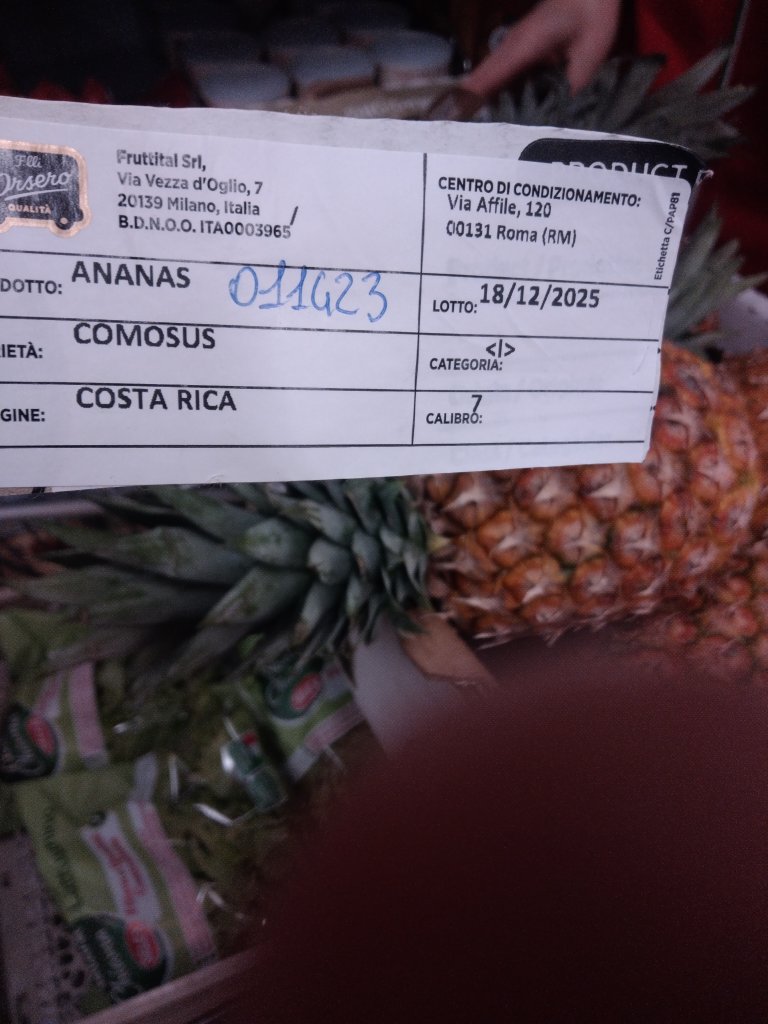 F.lli
Orsero
QUALITÀ
Fruttital Srl,
Via Vezza d'Oglio, 7
20139 Milano, Italia
B.D.N.O.O. ITA0003965
PRODUCT
CENTRO DI CONDIZIONAMENTO:
Via Affile, 120
00131 Roma (RM)
Etichetta C/PAP81
DOTTO: ANANAS 011423
LOTTO: 18/12/2025
IETÀ: COMOSUS
CATEGORIA: <I>
GINE: COSTA RICA
CALIBRO: 7